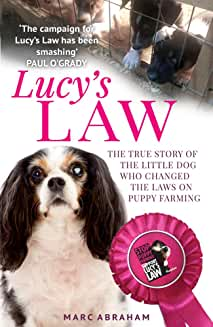 'The campaign for
Lucy's Law has been
smashing'
PAUL O'GRADY
Lucy's
LAW
THE TRUE STORY OF
THE LITTLE DOG
WHO CHANGED
THE LAWS ON
PUPPY FARMING
LUCY'S
LAW
MARC ABRAHAM